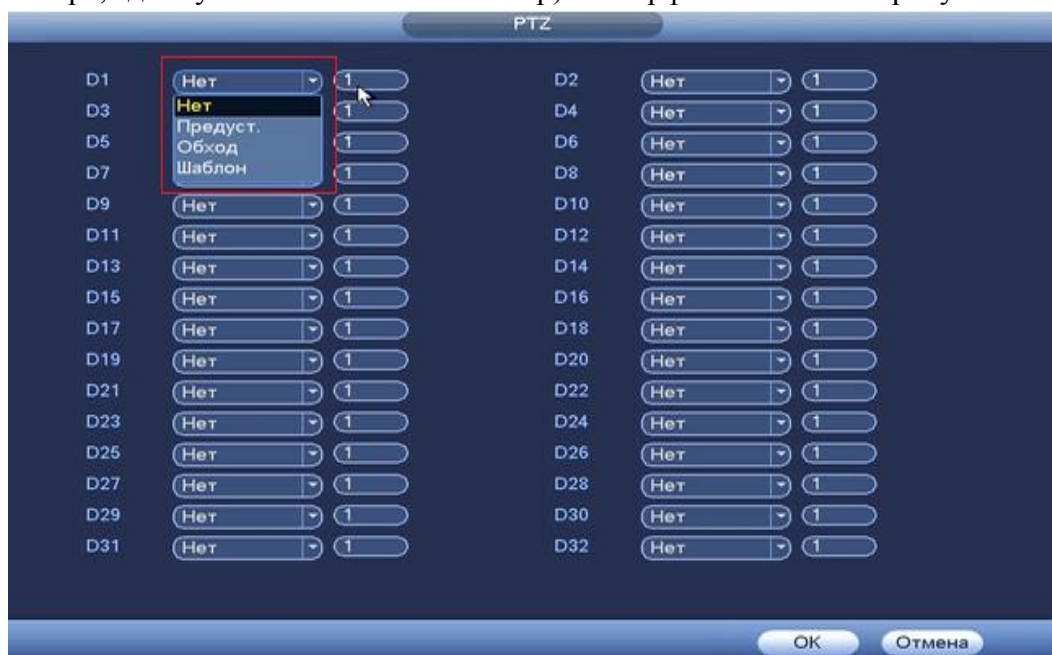 PTZ
D1 Нет 1 D2 Нет 1
Нет
D3 1 D4 Нет 1
Предуст.
D5 Обход 1 D6 Нет 1
D7 Шаблон 1 D8 Нет 1
D9 Нет 1 D10 Нет 1
D11 Нет 1 D12 Нет 1
D13 Нет 1 D14 Нет 1
D15 Нет 1 D16 Нет 1
D17 Нет 1 D18 Нет 1
D19 Нет 1 D20 Нет 1
D21 Нет 1 D22 Нет 1
D23 Нет 1 D24 Нет 1
D25 Нет 1 D26 Нет 1
D27 Нет 1 D28 Нет 1
D29 Нет 1 D30 Нет 1
D31 Нет 1 D32 Нет 1
OK Отмена